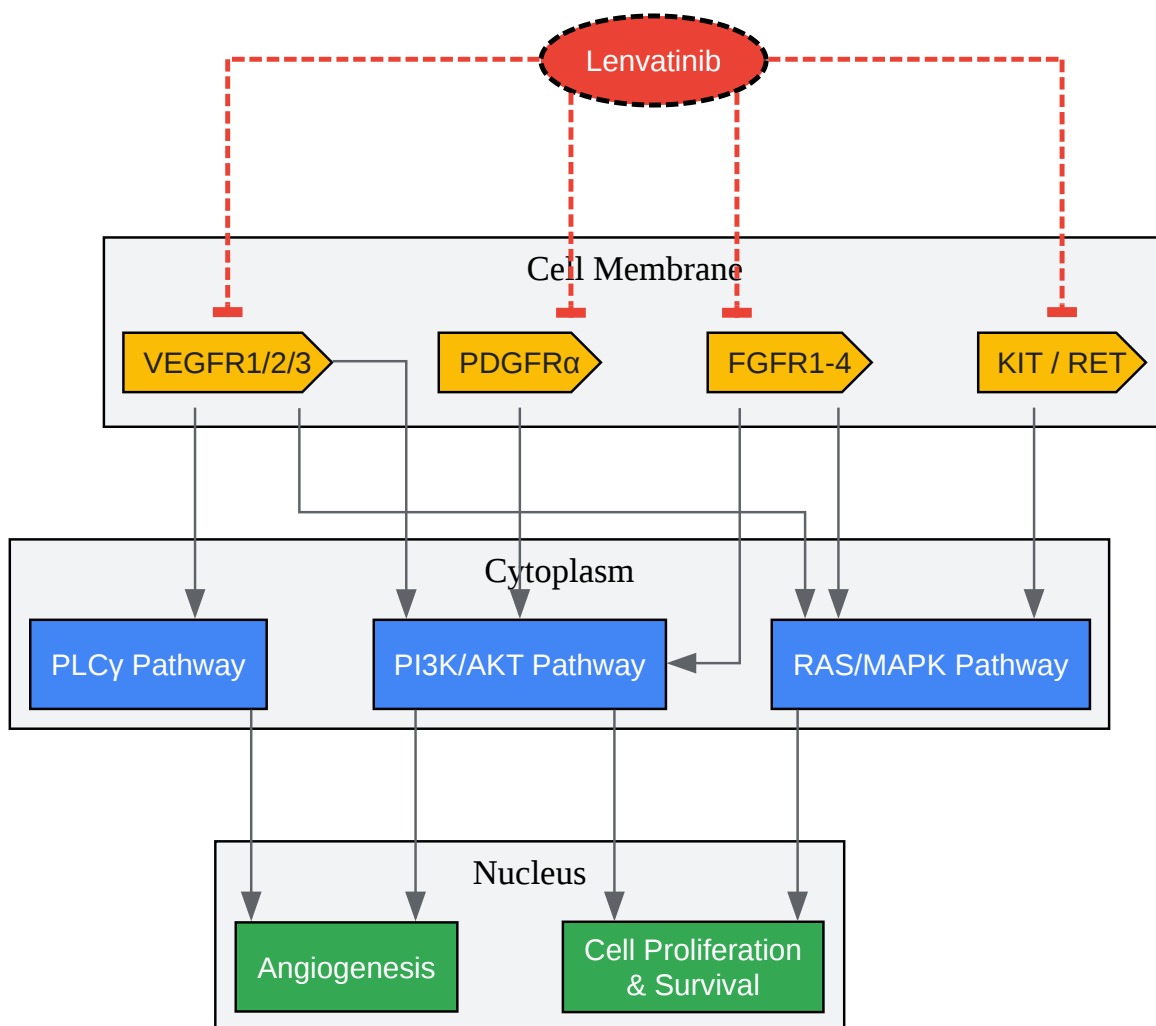 Lenvatinib
Cell Membrane
VEGFR1/2/3
PDGFRα
FGFR1-4
KIT / RET
Cytoplasm
PLCγ Pathway
PI3K/AKT Pathway
RAS/MAPK Pathway
Nucleus
Angiogenesis
Cell Proliferation
& Survival